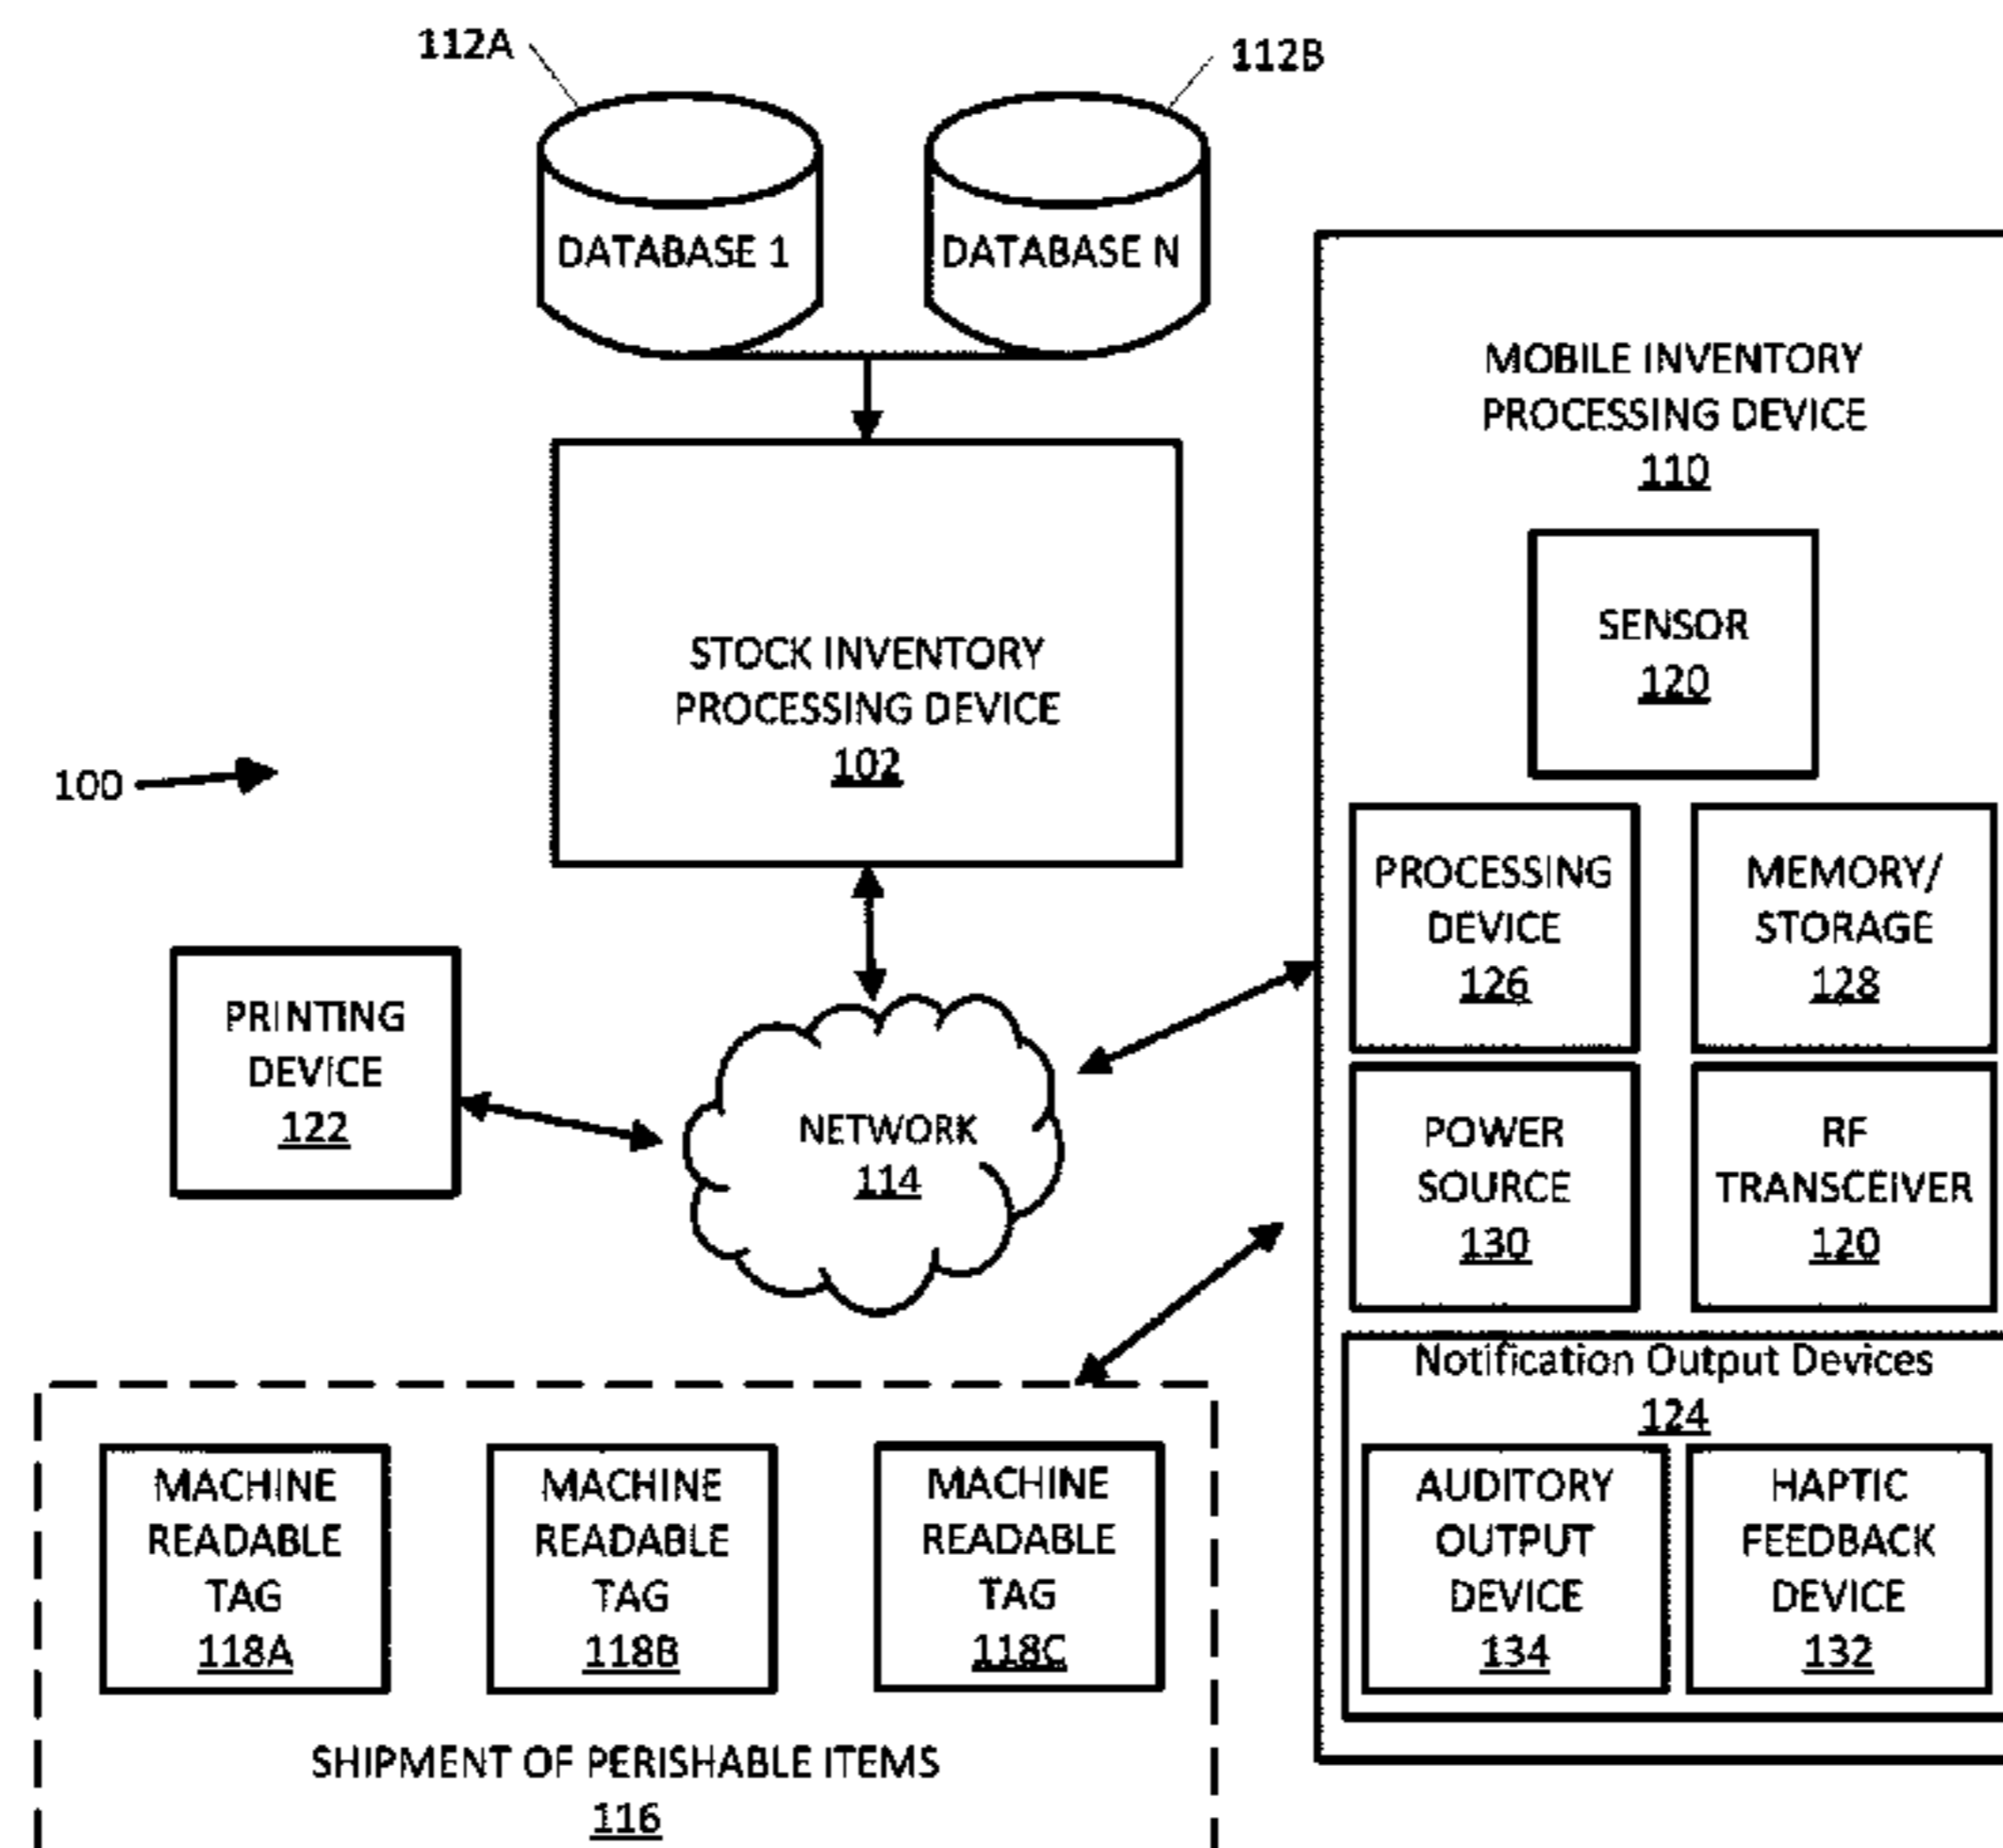 112A
112B
DATABASE 1
DATABASE N
MOBILE INVENTORY
PROCESSING DEVICE
110
SENSOR
120
STOCK INVENTORY
PROCESSING DEVICE
102
100
PROCESSING
DEVICE
126
MEMORY/
STORAGE
128
PRINTING
DEVICE
122
NETWORK
114
POWER
SOURCE
130
RF
TRANSCEIVER
120
Notification Output Devices
124
AUDITORY
OUTPUT
DEVICE
134
HAPTIC
FEEDBACK
DEVICE
132
MACHINE
READABLE
TAG
118A
MACHINE
READABLE
TAG
118B
MACHINE
READABLE
TAG
118C
SHIPMENT OF PERISHABLE ITEMS
116